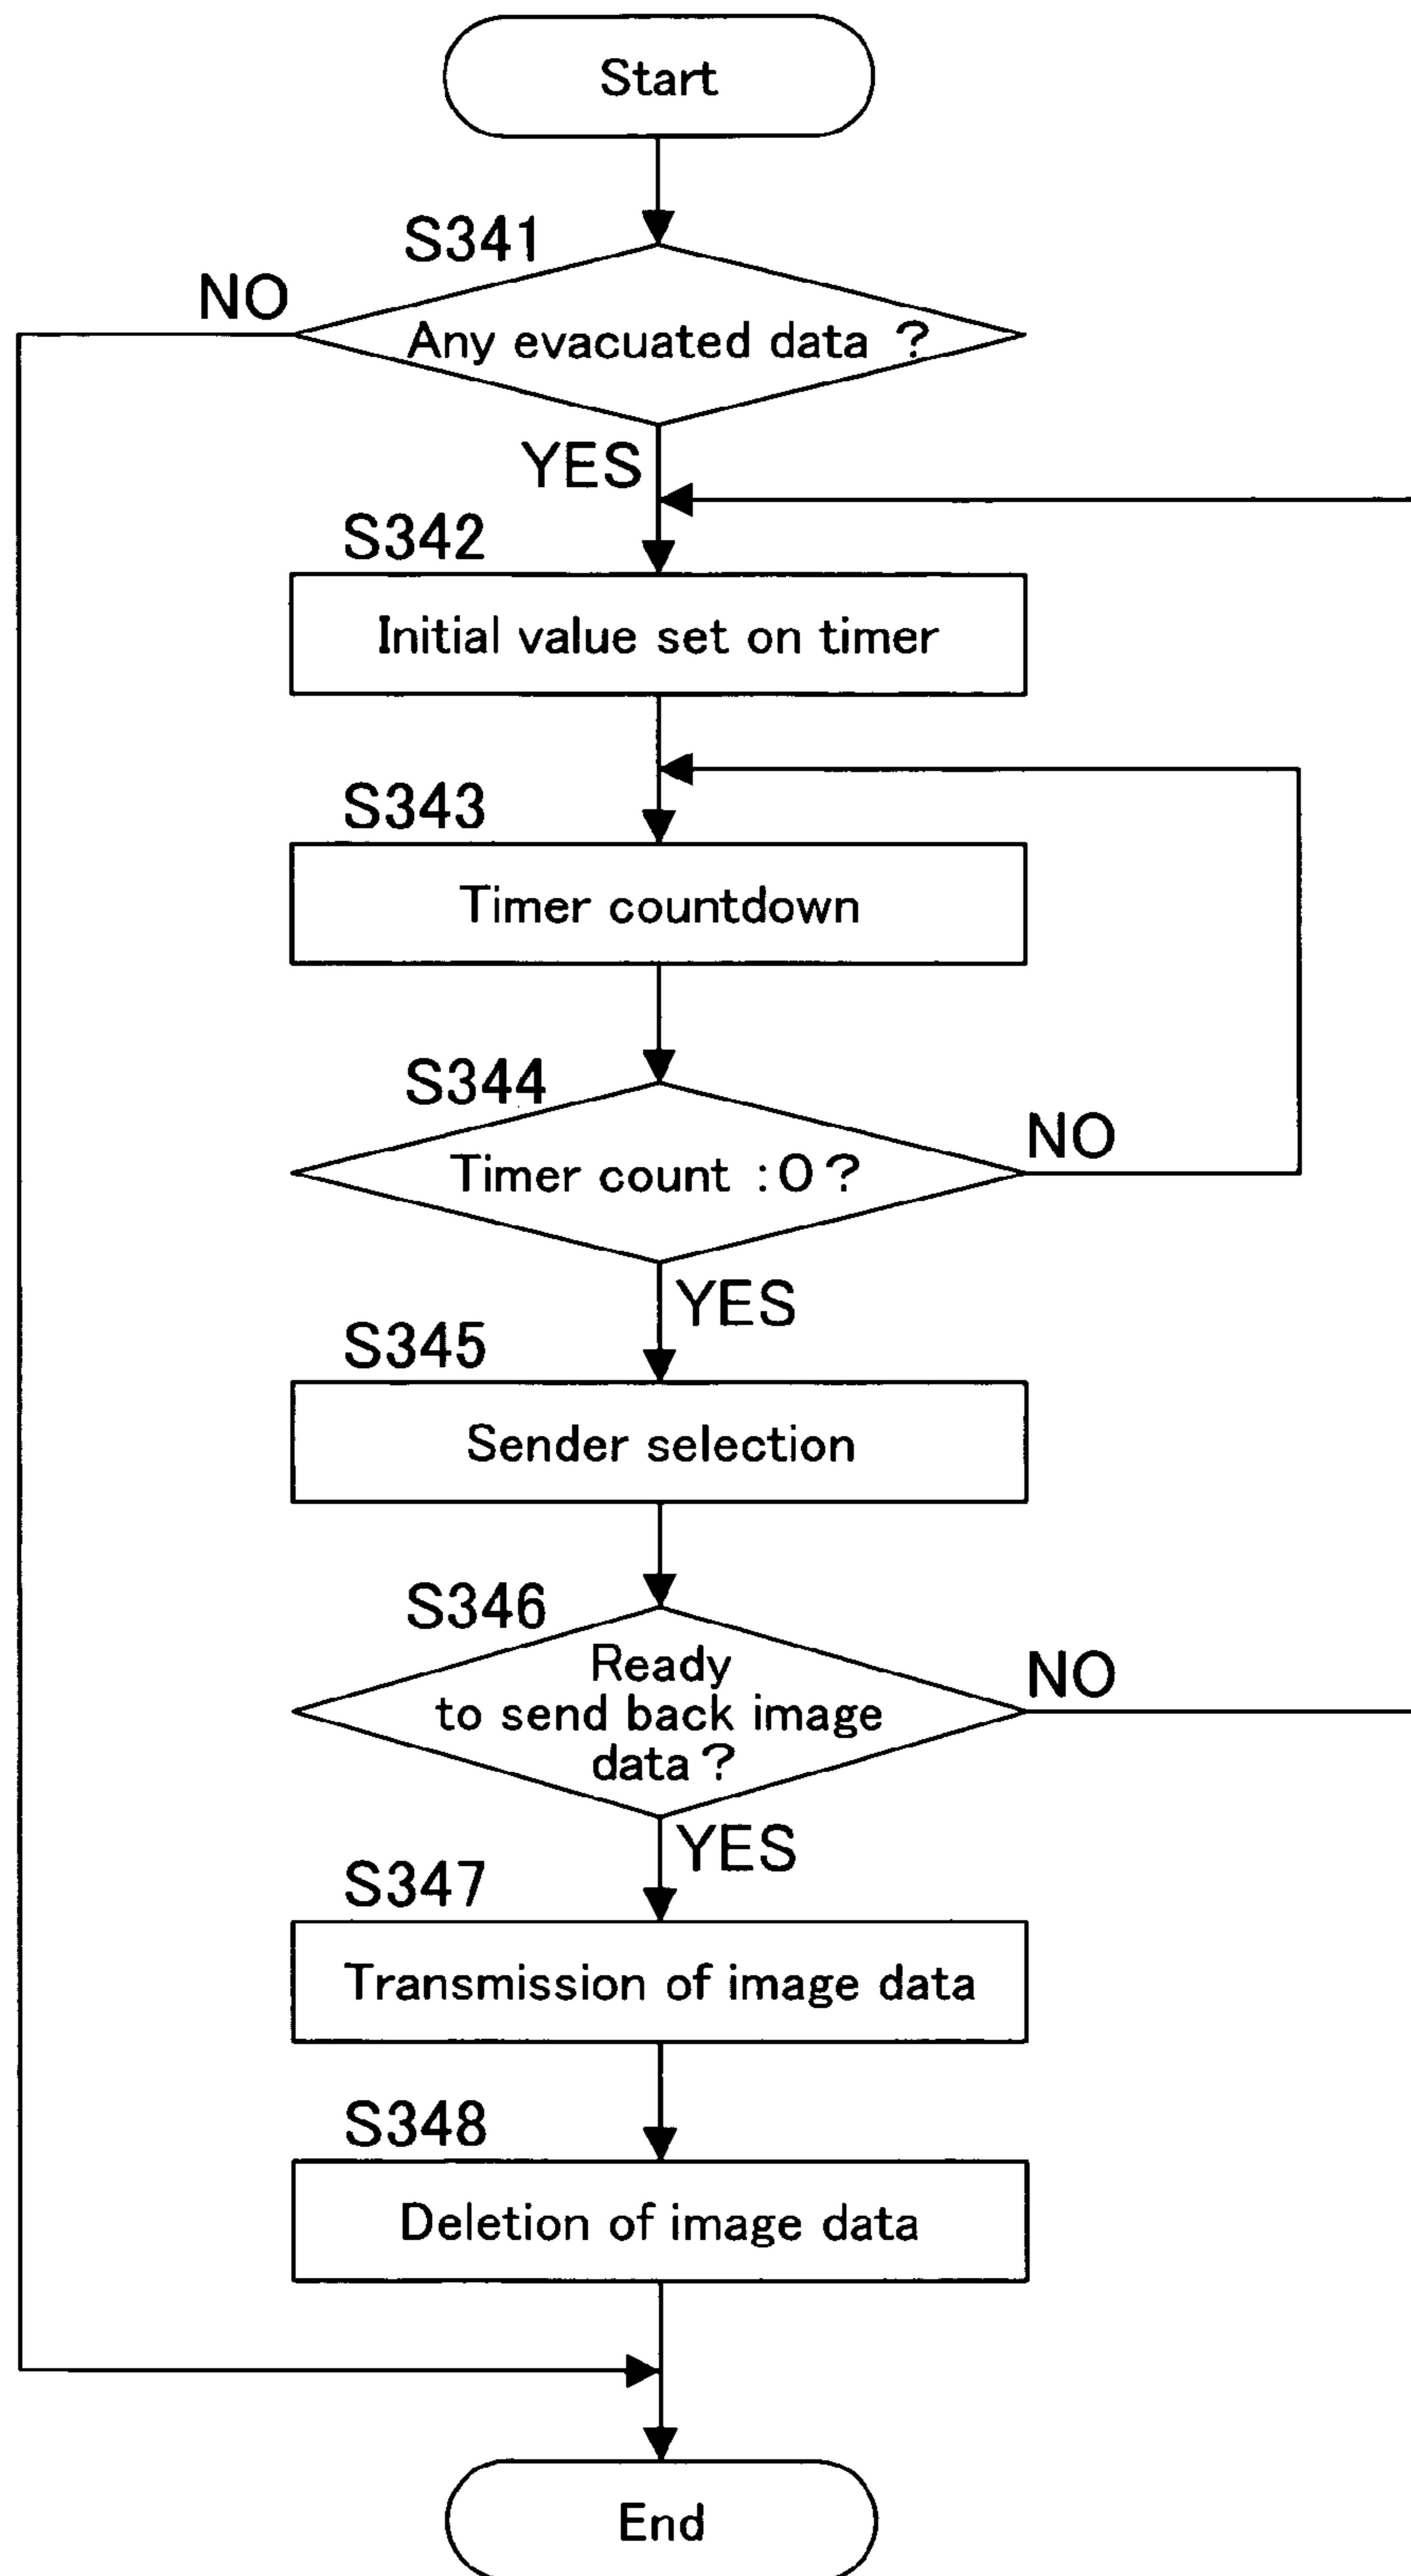 Start
S341
NO
Any evacuated data ?
YES
S342
Initial value set on timer
S343
Timer countdown
S344
NO
Timer count :0?
YES
S345
Sender selection
S346
Ready
NO
to send back image
data?
YES
S347
Transmission of image data
S348
Deletion of image data
End